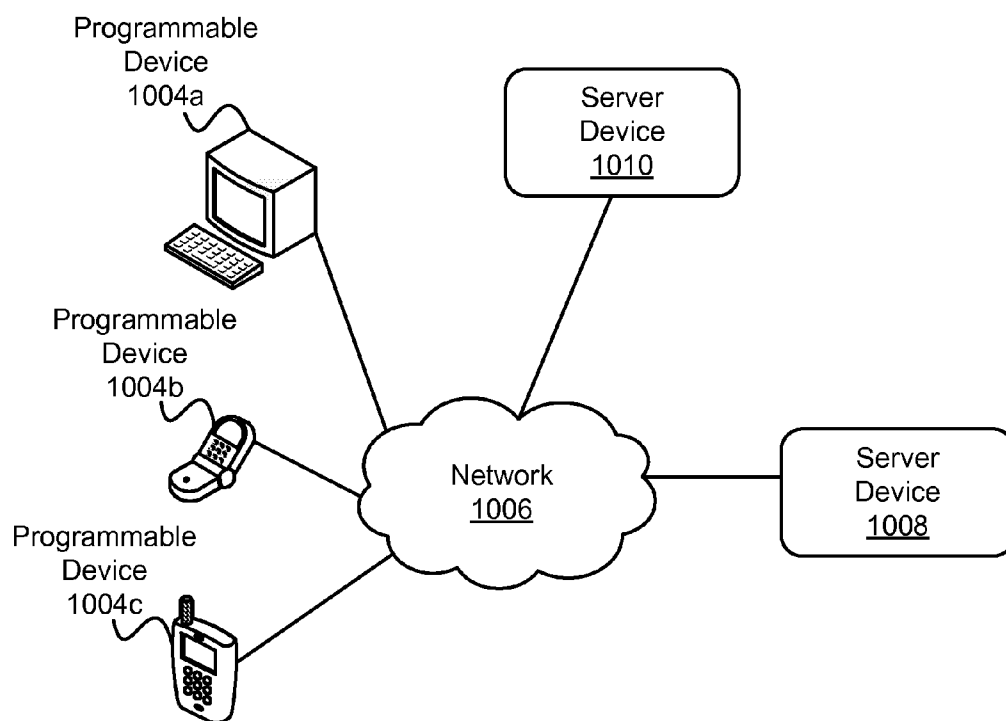 Programmable
Device
1004a
Server
Device
1010
Programmable
Device
1004b
Network
1006
Server
Device
1008
Programmable
Device
1004c